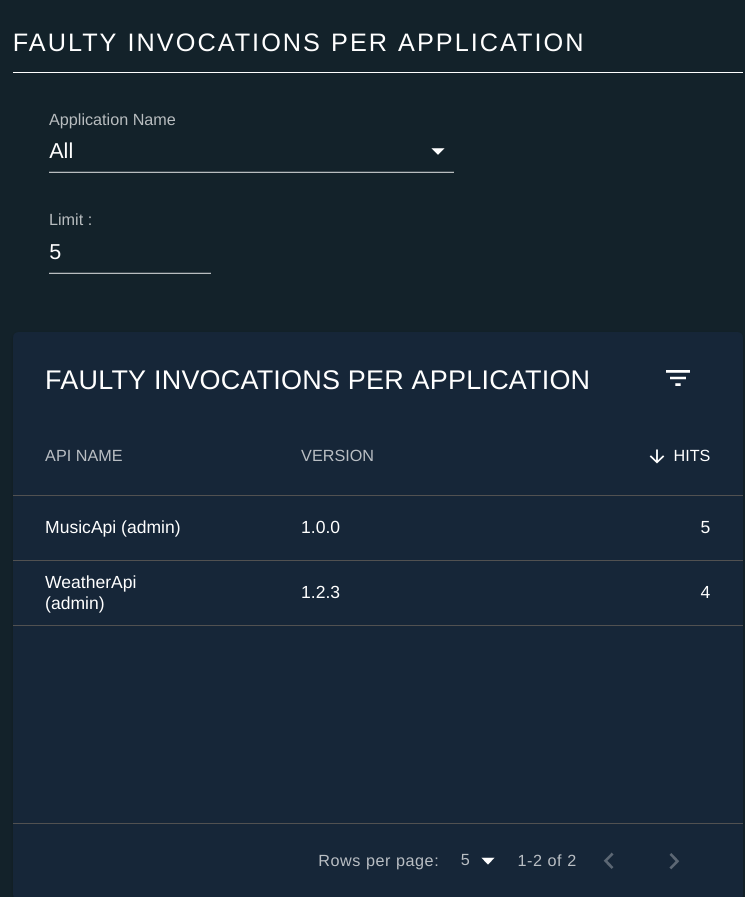 FAULTY INVOCATIONS PER APPLICATION
Application Name
All
Limit :
5
FAULTY INVOCATIONS PER APPLICATION
API NAME VERSION HITS
MusicApi (admin) 1.0.0 5
WeatherApi
(admin) 1.2.3 4
Rows per page: 5 1-2 of 2